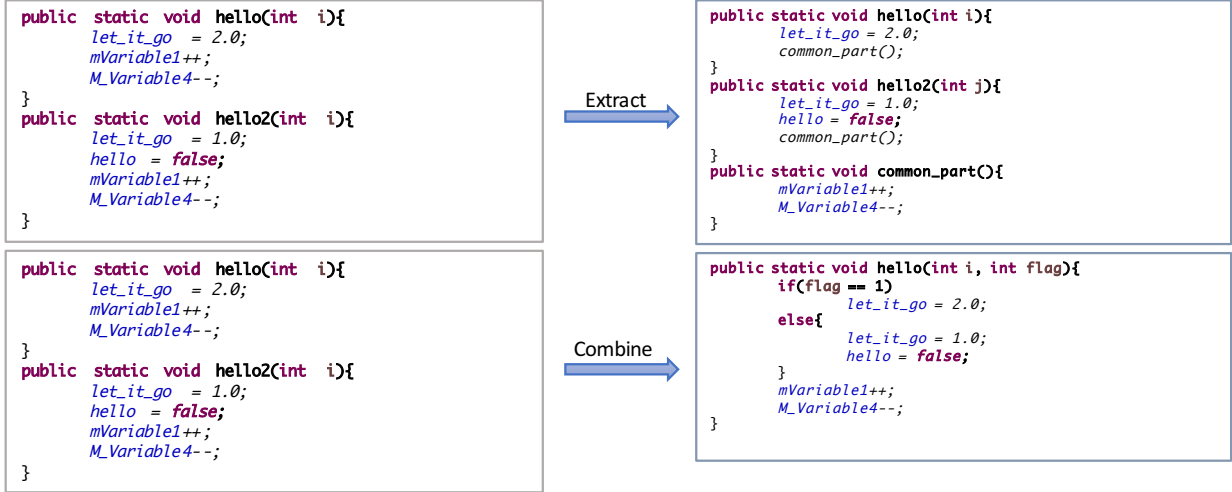 public static void hello(int i){
let_it_go = 2.0;
mVariable1++;
M_Variable4--;
}
public static void hello2(int i){
let_it_go = 1.0;
hello = false;
mVariable1++;
M_Variable4--;
}
Extract
public static void hello(int i){
let_it_go = 2.0;
common_part();
}
public static void hello2(int j){
let_it_go = 1.0;
hello = false;
common_part();
}
public static void common_part(){
mVariable1++;
M_Variable4--;
}
public static void hello(int i){
let_it_go = 2.0;
mVariable1++;
M_Variable4--;
}
public static void hello2(int i){
let_it_go = 1.0;
hello = false;
mVariable1++;
M_Variable4--;
}
Combine
public static void hello(int i, int flag){
if(flag == 1)
let_it_go = 2.0;
else{
let_it_go = 1.0;
hello = false;
}
mVariable1++;
M_Variable4--;
}